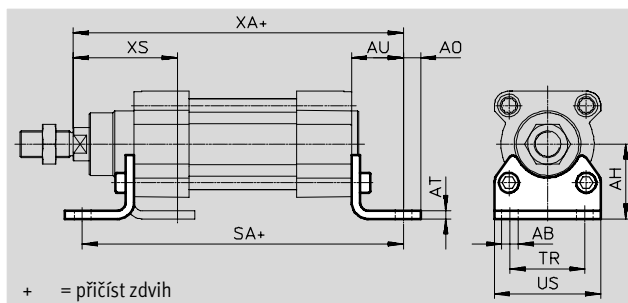 XA+
XS
AU
AO
AT
AH
SA+
AB
TR
US
+ = přičíst zdvih